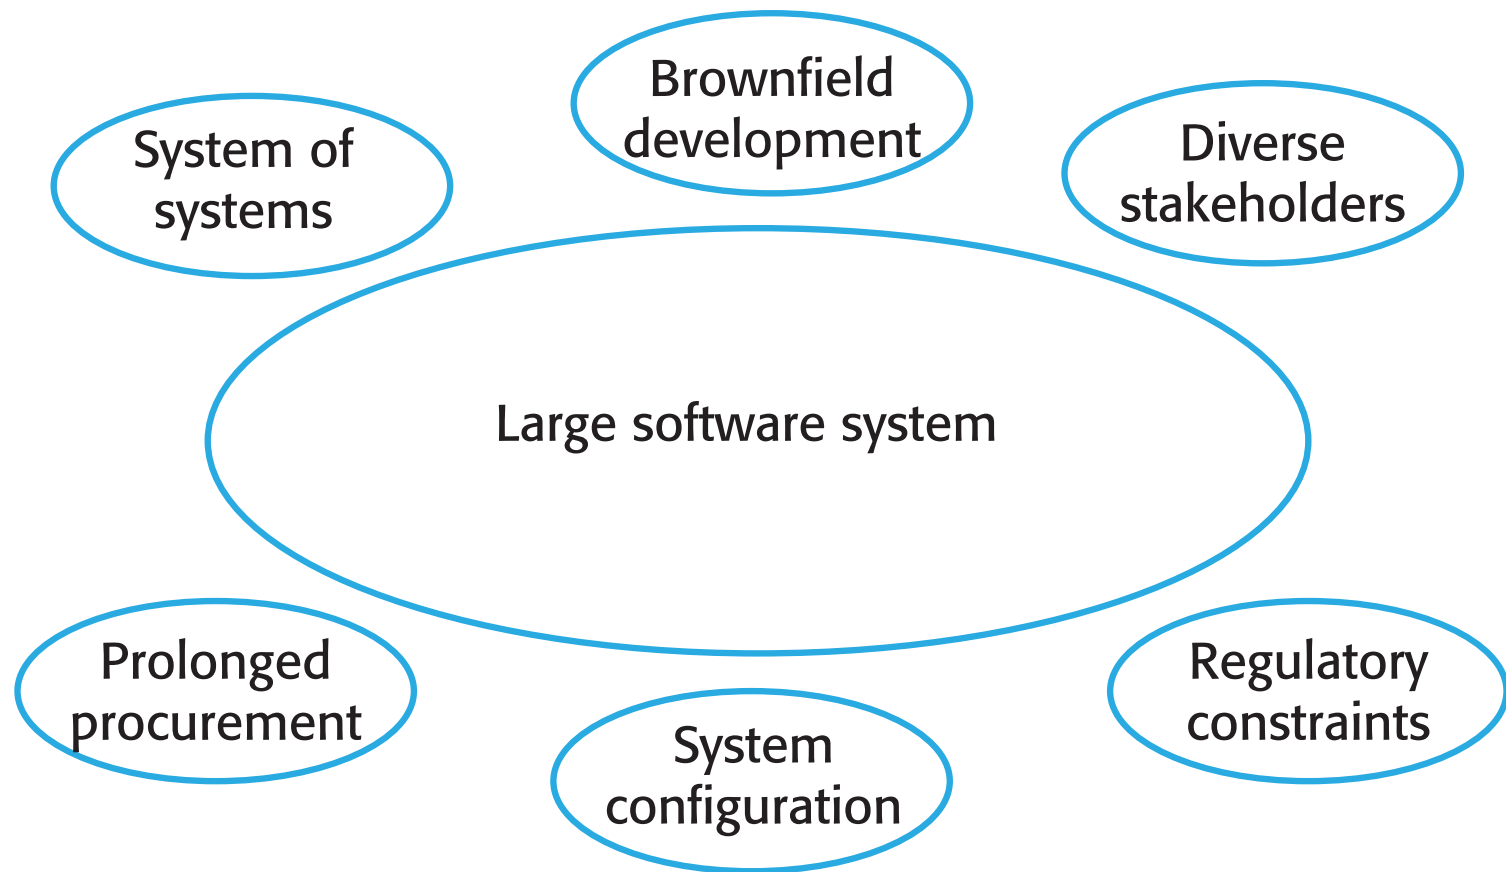 Brownfield
development
System of
systems
Diverse
stakeholders
Large software system
Prolonged
procurement
System
configuration
Regulatory
constraints